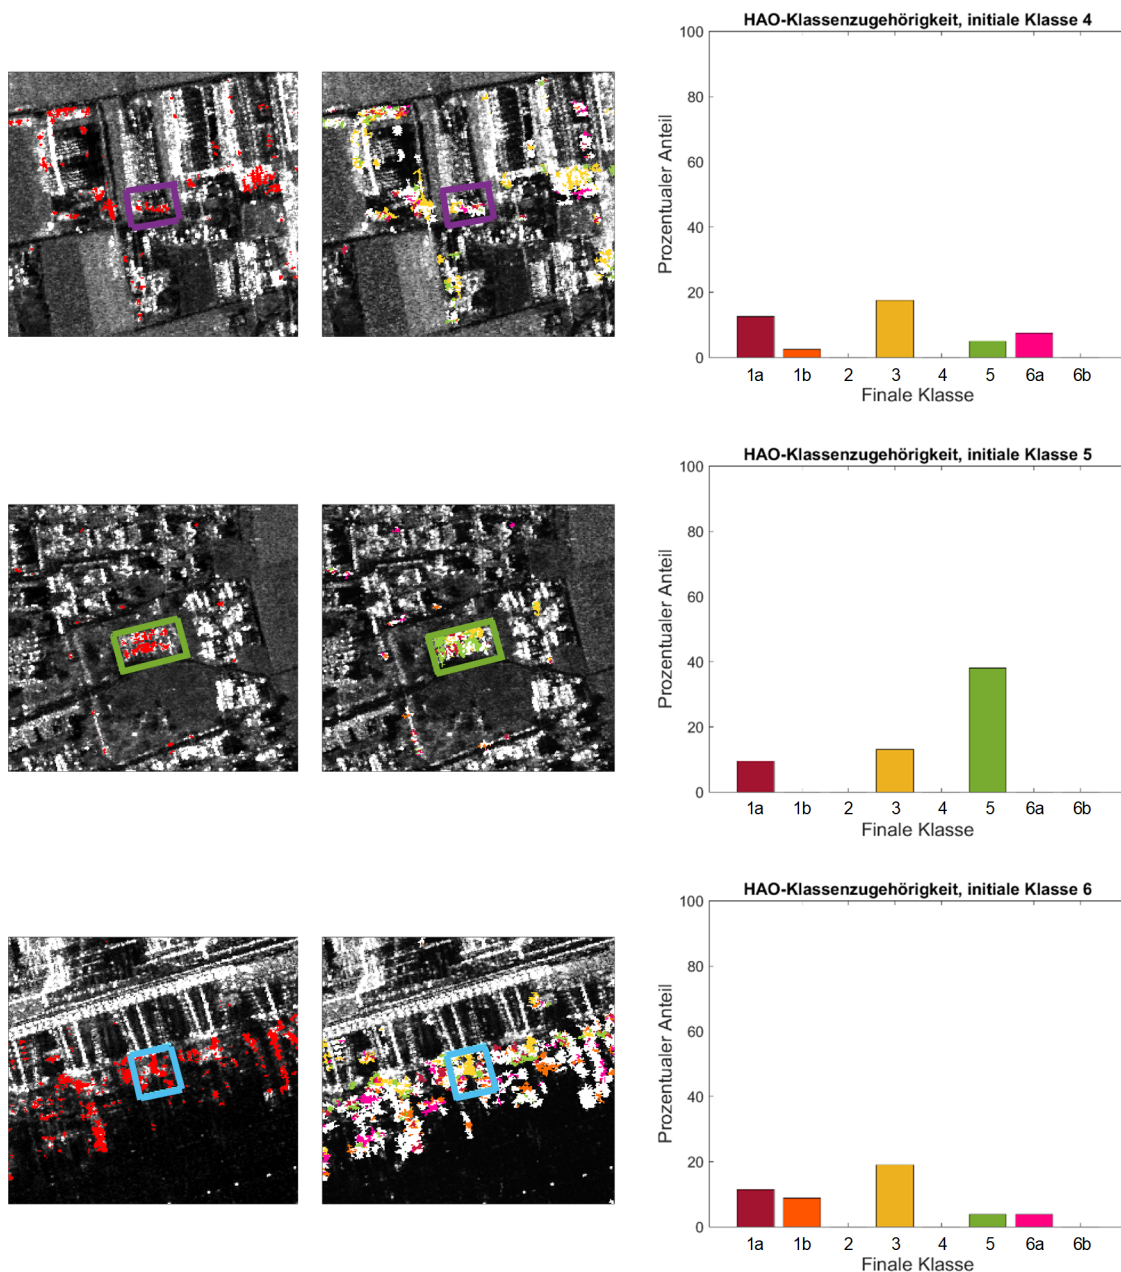 HAO-Klassenzugehörigkeit, initiale Klasse 4
100
80
60
40
20
0
Prozentualer Anteil
1a 1b 2 3 4 5 6a 6b
Finale Klasse
HAO-Klassenzugehörigkeit, initiale Klasse 5
100
80
60
40
20
0
Prozentualer Anteil
1a 1b 2 3 4 5 6a 6b
Finale Klasse
HAO-Klassenzugehörigkeit, initiale Klasse 6
100
80
60
40
20
0
Prozentualer Anteil
1a 1b 2 3 4 5 6a 6b
Finale Klasse